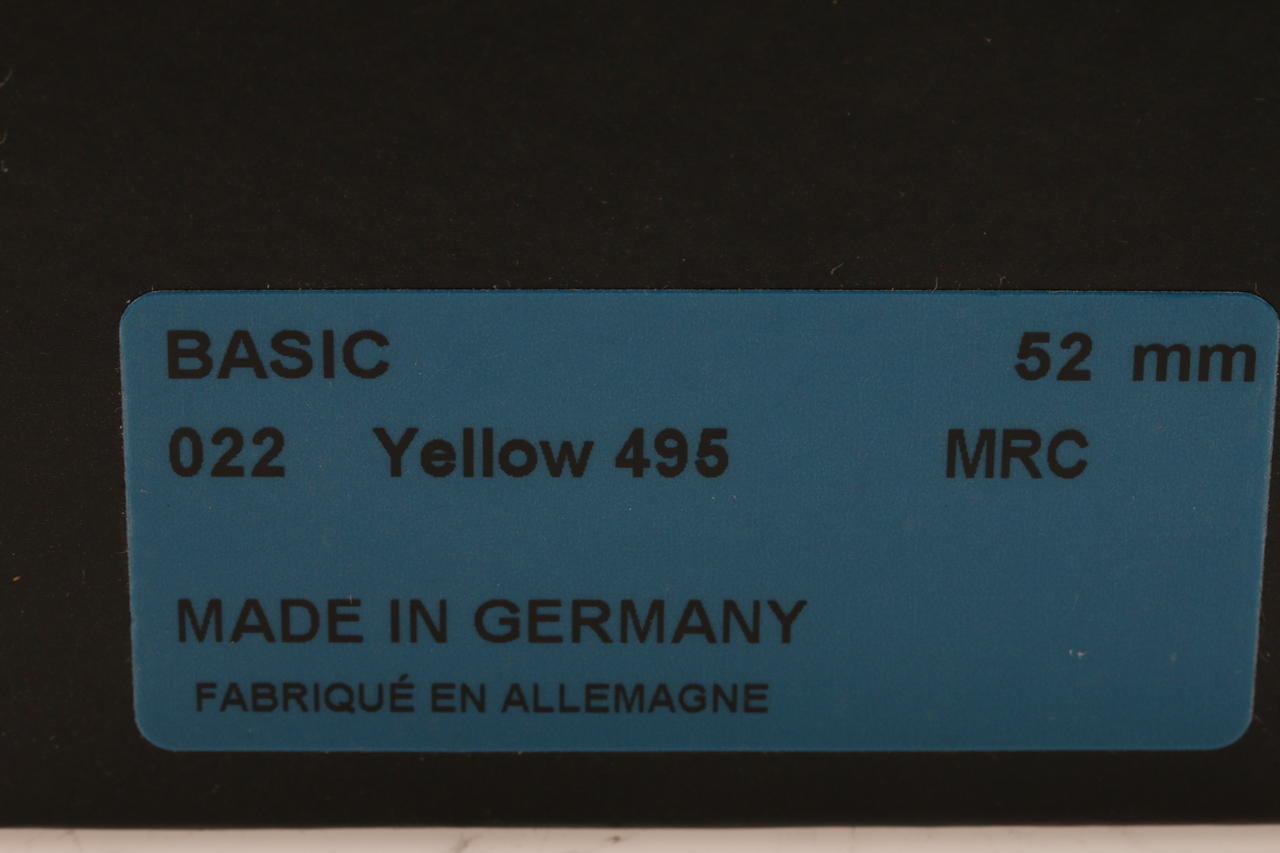 BASIC 52 mm
022 Yellow 495 MRC
MADE IN GERMANY
FABRIQUÉ EN ALLEMAGNE